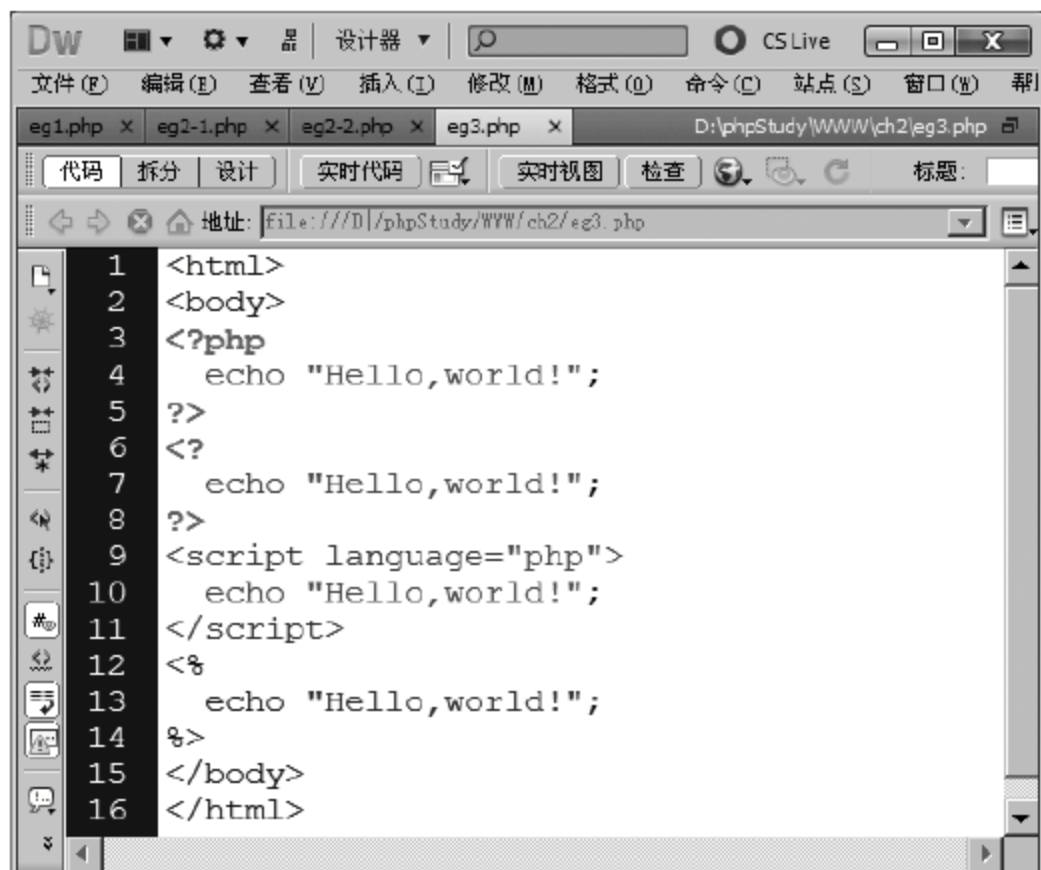 Dw 设计器 CS Live
文件(F) 编辑(E) 查看(V) 插入(I) 修改(M) 格式(O) 命令(C) 站点(S) 窗口(W)
eg1.php × eg2-1.php × eg2-2.php × eg3.php × D:\phpStudy\WWW\ch2\eg3.php
代码 拆分 设计 实时代码 实时视图 检查 标题:
地址: file:///D|/phpStudy/WWW/ch2/eg3.php
1 <html>
2 <body>
3 <?php
4 echo "Hello,world!";
5 ?>
6 <?
7 echo "Hello,world!";
8 ?>
9 <script language="php">
10 echo "Hello,world!";
11 </script>
12 <%
13 echo "Hello,world!";
14 %>
15 </body>
16 </html>